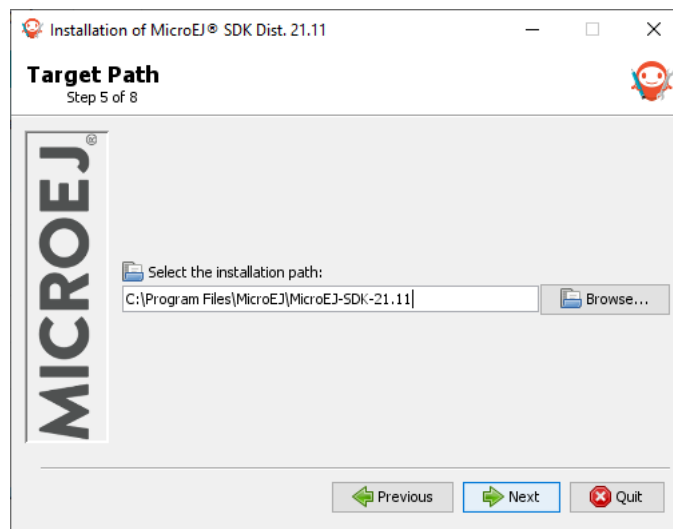 Installation of MicroEJ® SDK Dist. 21.11
Target Path
Step 5 of 8
MICROEJ®
Select the installation path:
C:\Program Files\MicroEJ\MicroEJ-SDK-21.11
Browse...
Previous
Next
Quit